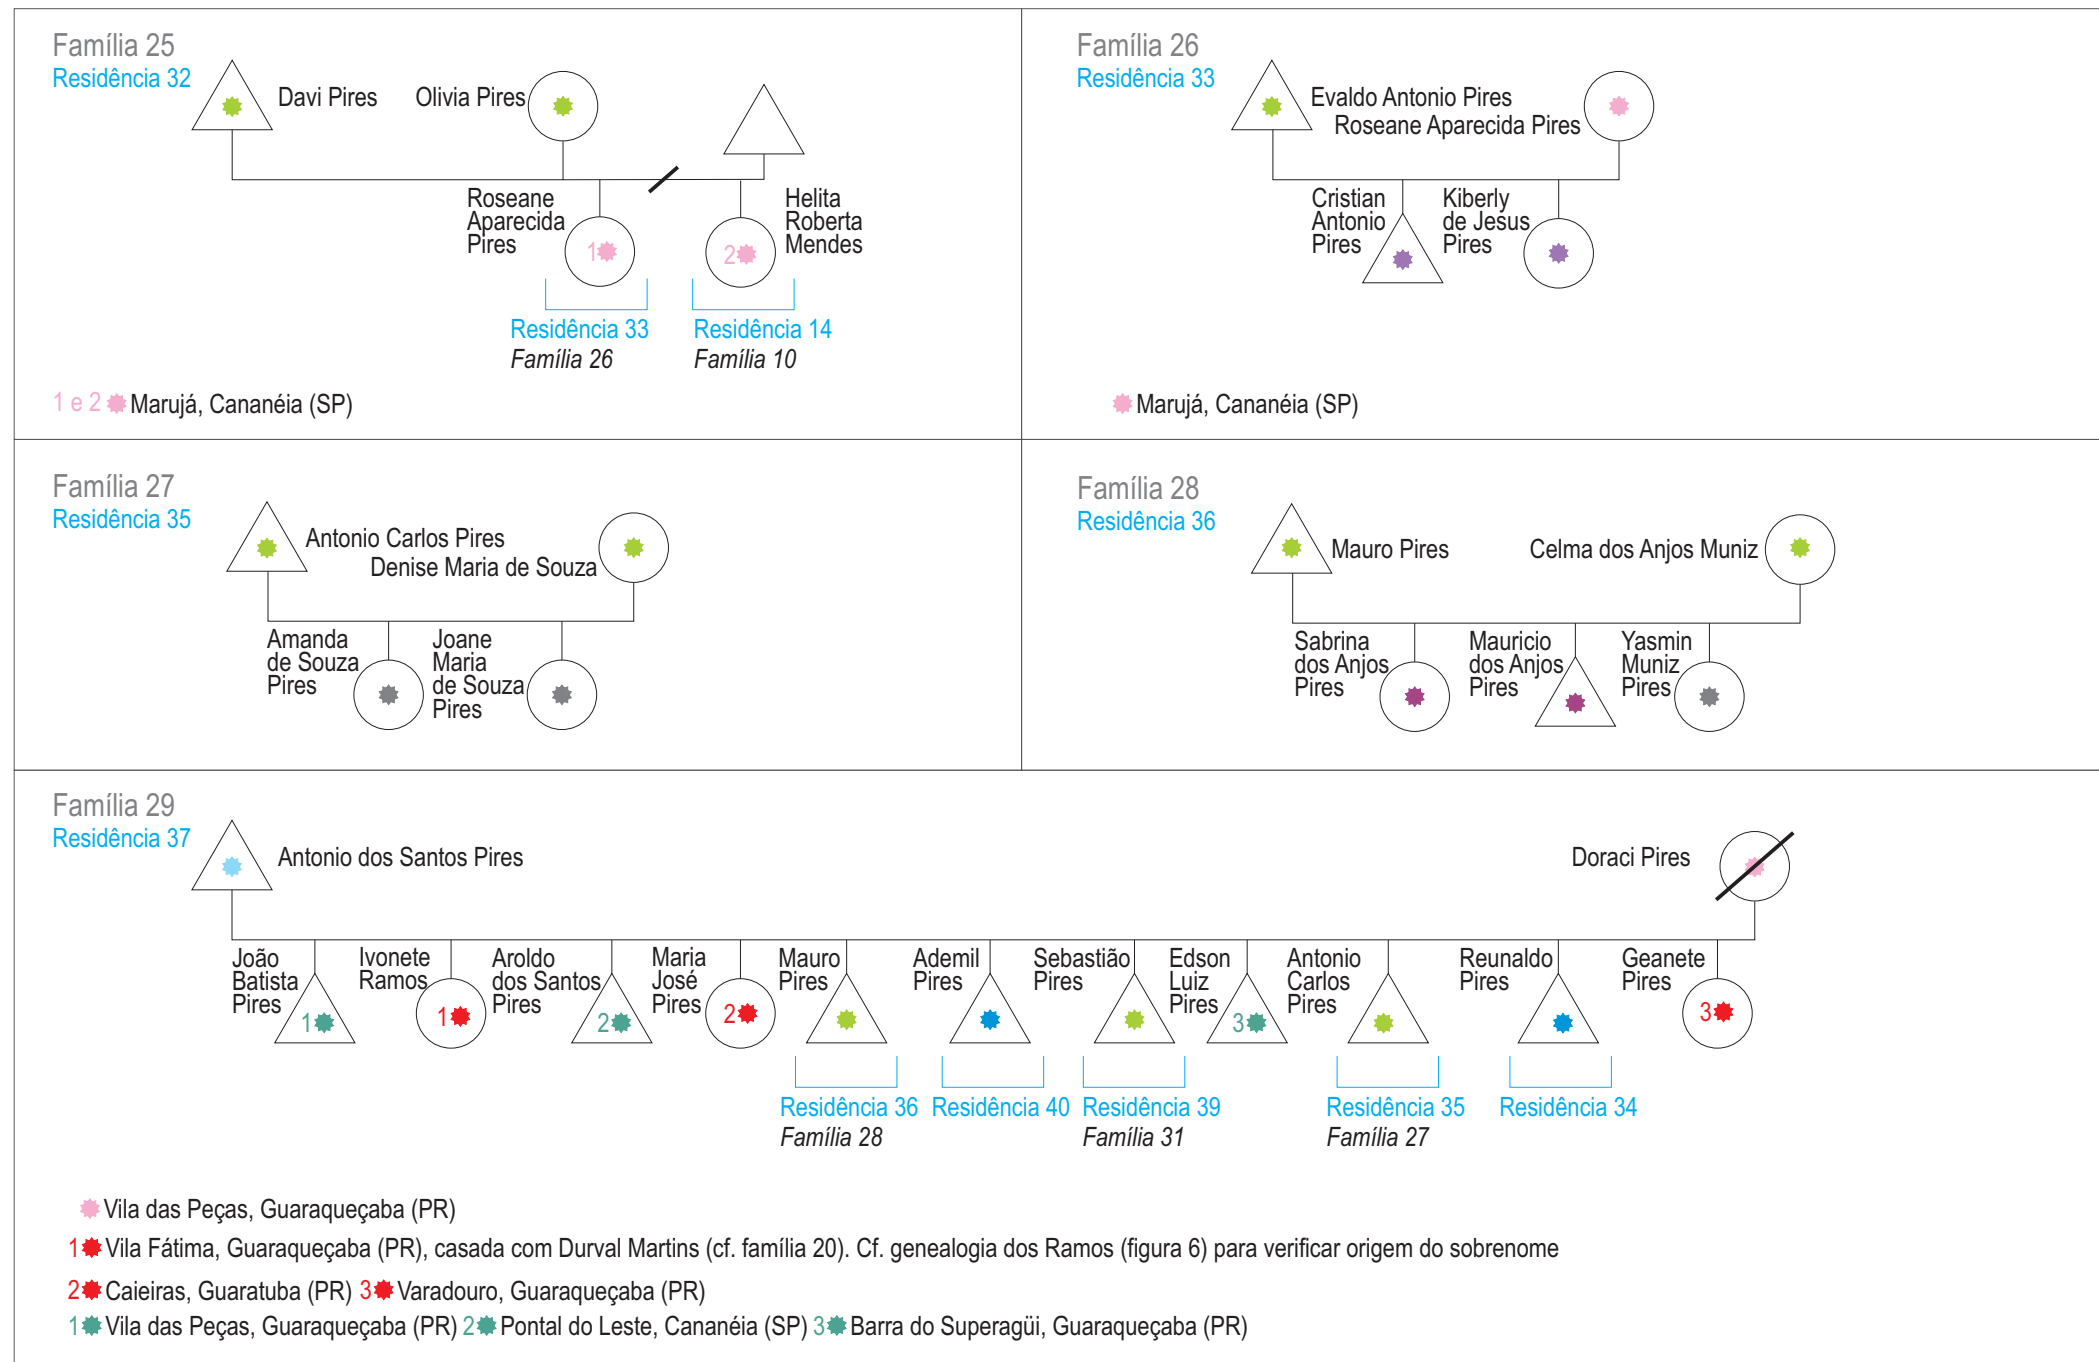 Família 25
Residência 32
Davi Pires
Olivia Pires
Roseane
Aparecida
Pires
1
2
Helita
Roberta
Mendes
Residência 33
Família 26
Residência 14
Família 10
1 e 2 Marujá, Cananéia (SP)
Família 26
Residência 33
Evaldo Antonio Pires
Roseane Aparecida Pires
Cristian
Antonio
Pires
Kiberly
de Jesus
Pires
Marujá, Cananéia (SP)
Família 27
Residência 35
Antonio Carlos Pires
Denise Maria de Souza
Amanda
de Souza
Pires
Joane
Maria
de Souza
Pires
Família 28
Residência 36
Mauro Pires
Celma dos Anjos Muniz
Sabrina
dos Anjos
Pires
Mauricio
dos Anjos
Pires
Yasmin
Muniz
Pires
Família 29
Residência 37
Antonio dos Santos Pires
Doraci Pires
João
Batista
Pires
1
Ivonete
Ramos
1
Aroldo
dos Santos
Pires
2
Maria
José
Pires
2
Mauro
Pires
Ademil
Pires
Sebastião
Pires
Edson
Luiz
Pires
3
Antonio
Carlos
Pires
Reunaldo
Pires
Geanete
Pires
3
Residência 36
Família 28
Residência 40
Residência 39
Família 31
Residência 35
Família 27
Residência 34
Vila das Peças, Guaraqueçaba (PR)
1 Vila Fátima, Guaraqueçaba (PR), casada com Durval Martins (cf. família 20). Cf. genealogia dos Ramos (figura 6) para verificar origem do sobrenome
2 Caieiras, Guaratuba (PR) 3 Varadouro, Guaraqueçaba (PR)
1 Vila das Peças, Guaraqueçaba (PR) 2 Pontal do Leste, Cananéia (SP) 3 Barra do Superagüi, Guaraqueçaba (PR)